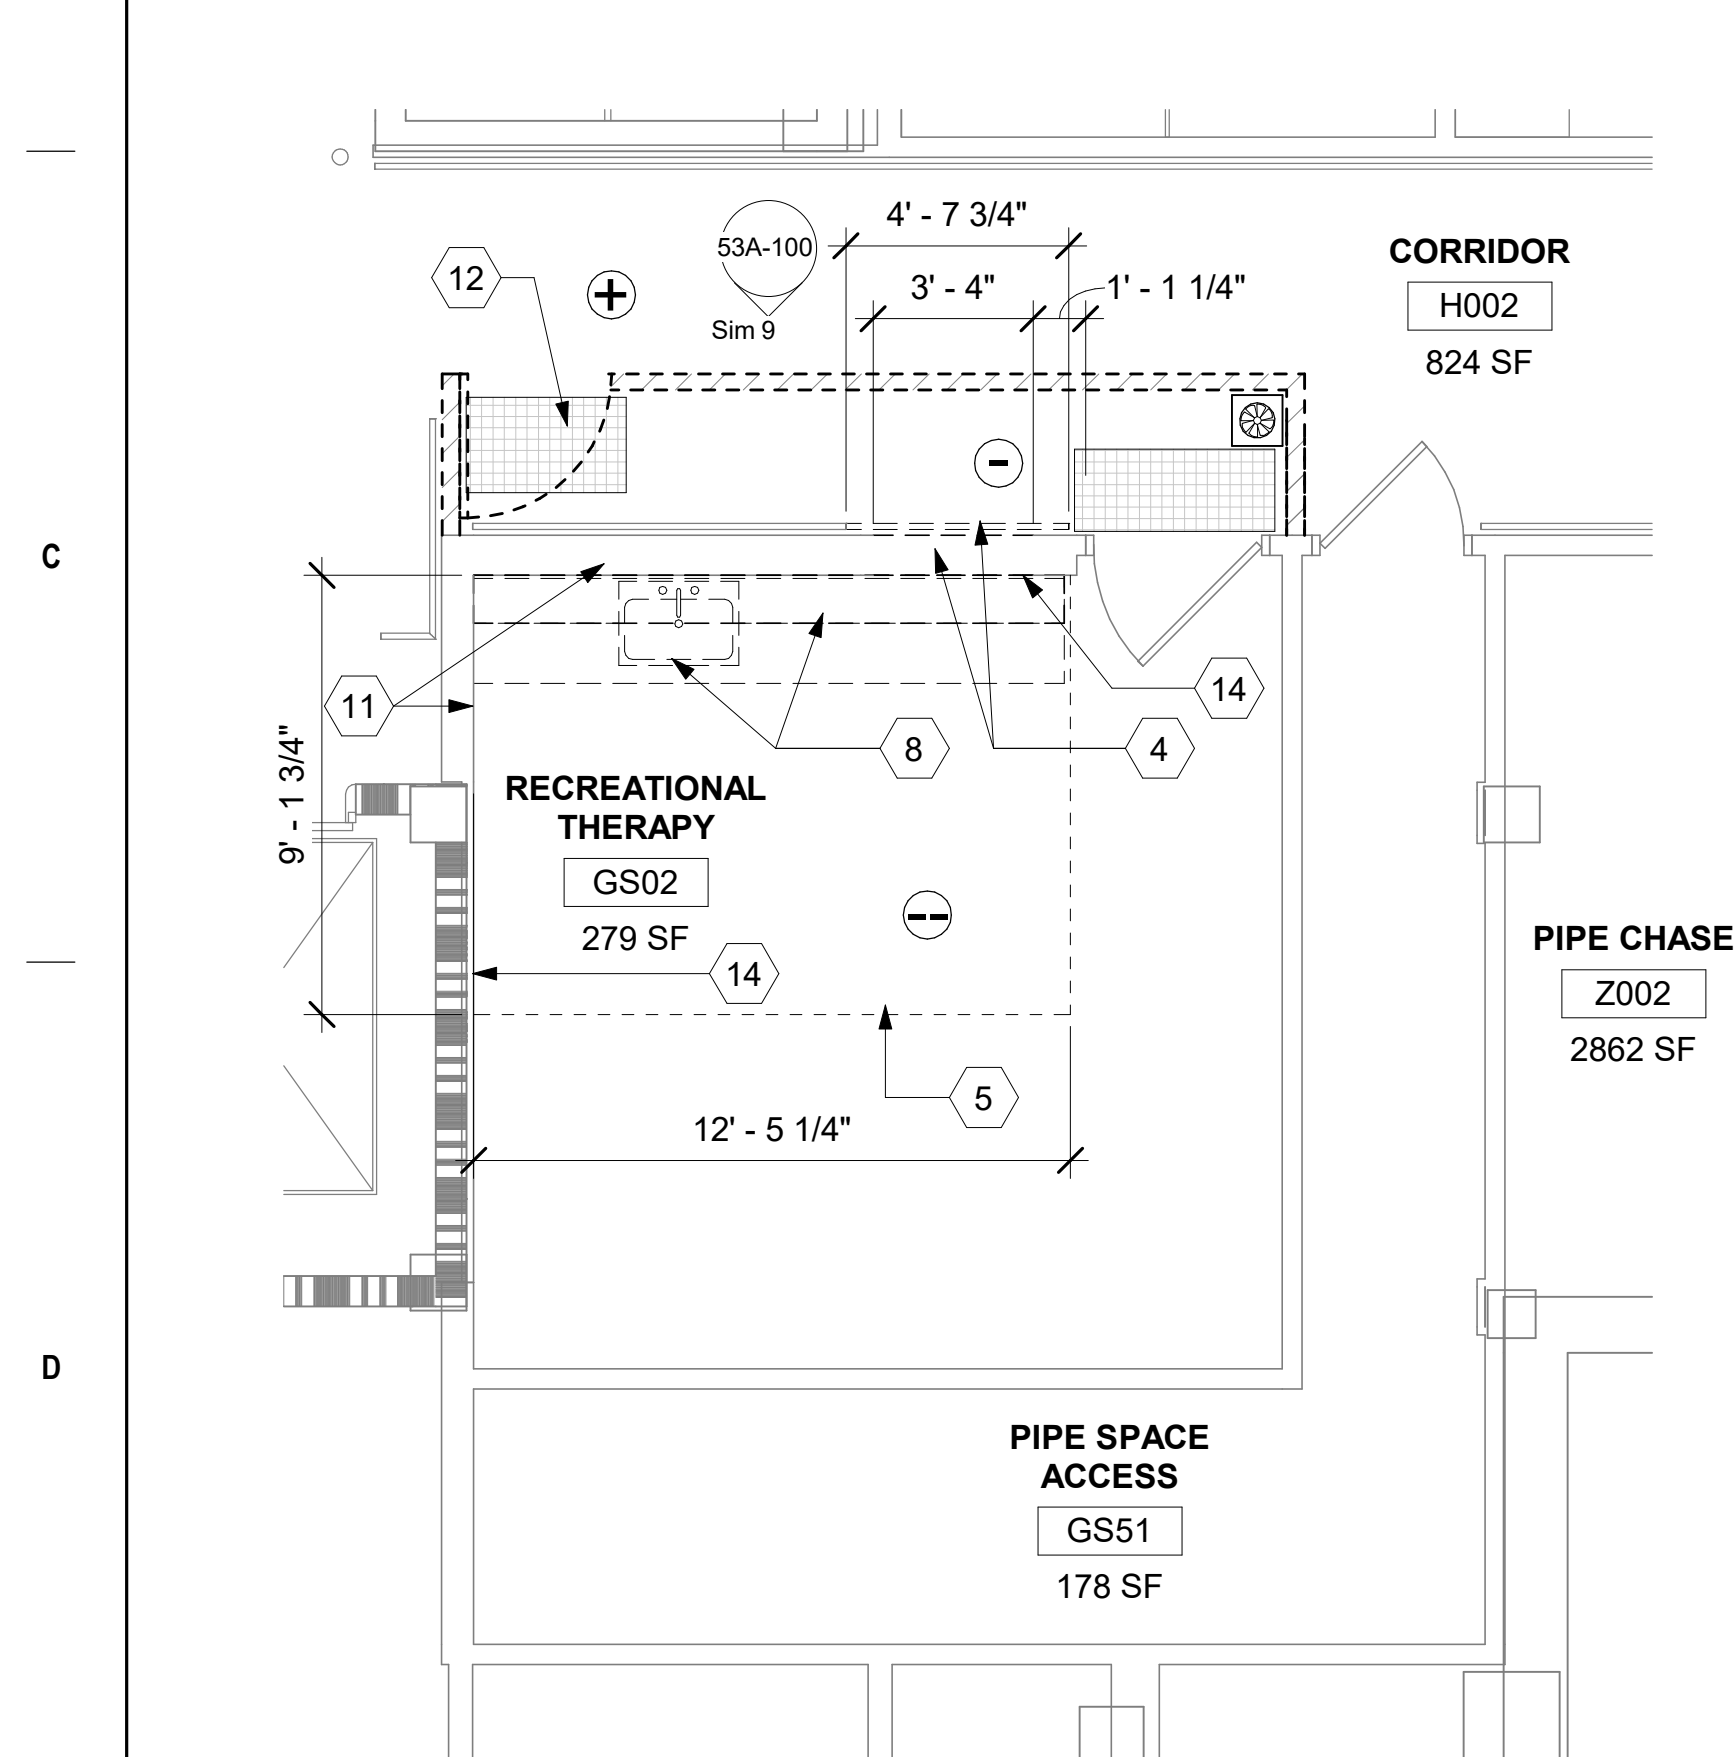 4' - 7 3/4"
53A-100
Sim 9
3' - 4"
1' - 1 1/4"
CORRIDOR
H002
824 SF
12
+
-
C
11
9' - 1 3/4"
14
8
4
RECREATIONAL
THERAPY
GS02
279 SF
--
14
PIPE CHASE
Z002
2862 SF
5
12' - 5 1/4"
D
PIPE SPACE
ACCESS
GS51
178 SF